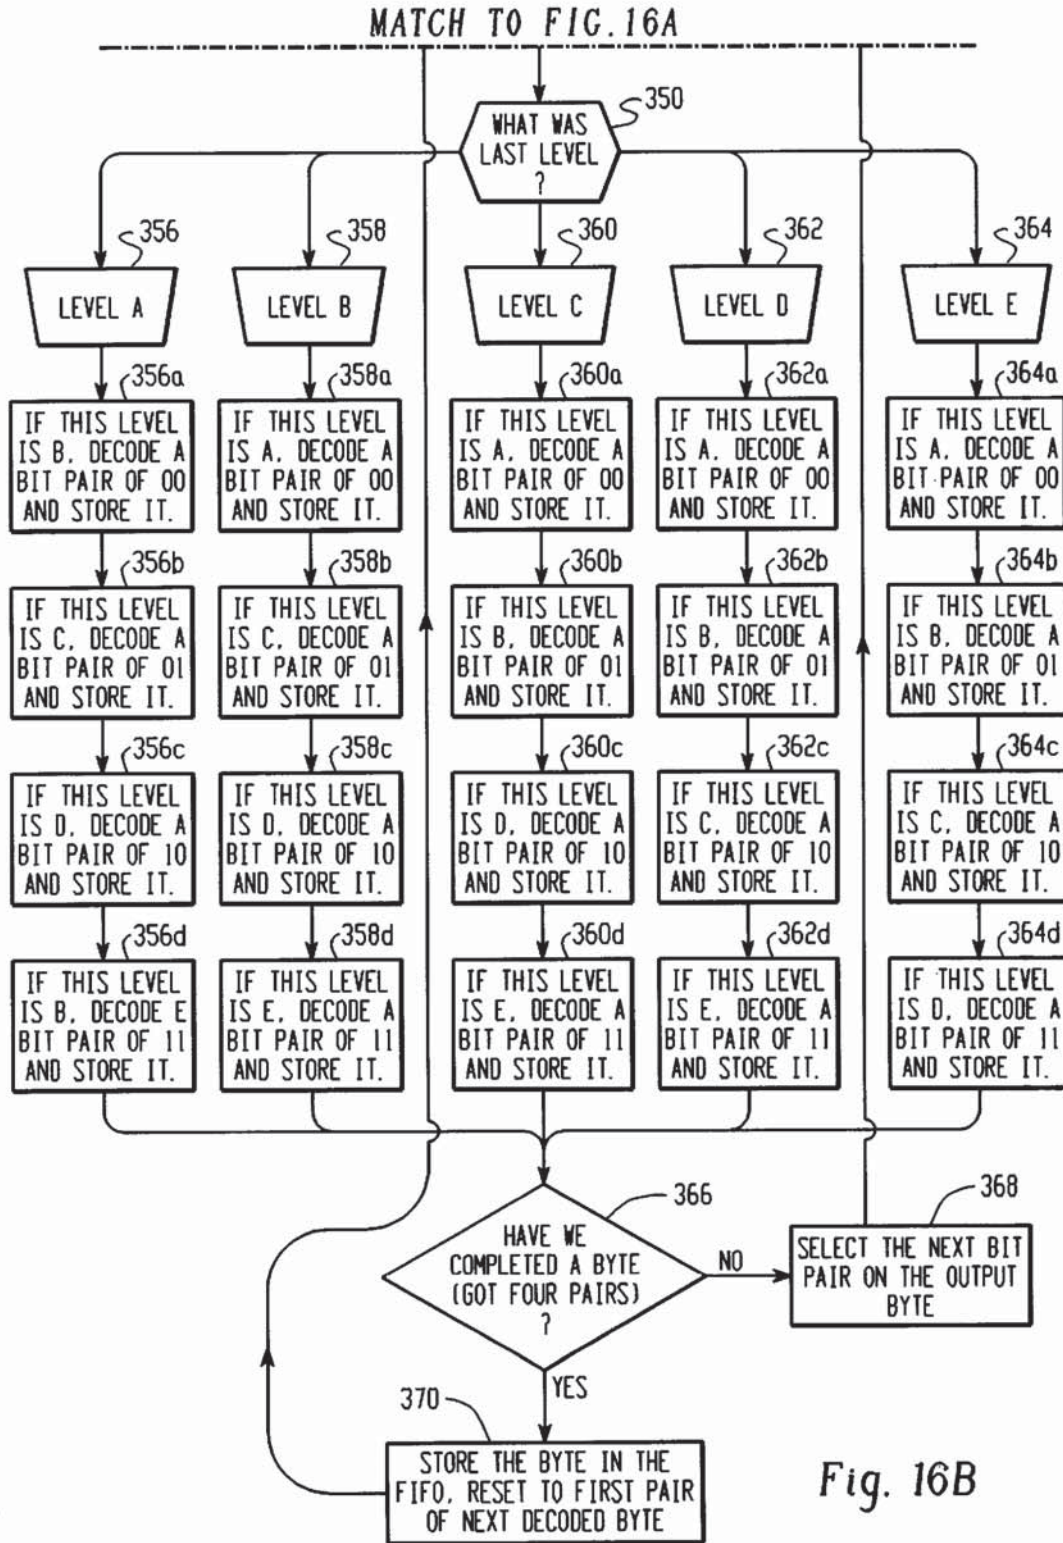 MATCH TO FIG.16A
350
WHAT WAS
LAST LEVEL
?
356
358
360
362
364
LEVEL A
LEVEL B
LEVEL C
LEVEL D
LEVEL E
356a
IF THIS LEVEL
IS B, DECODE A
BIT PAIR OF 00
AND STORE IT.
358a
IF THIS LEVEL
IS A, DECODE A
BIT PAIR OF 00
AND STORE IT.
360a
IF THIS LEVEL
IS A, DECODE A
BIT PAIR OF 00
AND STORE IT.
362a
IF THIS LEVEL
IS A, DECODE A
BIT PAIR OF 00
AND STORE IT.
364a
IF THIS LEVEL
IS A, DECODE A
BIT PAIR OF 00
AND STORE IT.
356b
IF THIS LEVEL
IS C, DECODE A
BIT PAIR OF 01
AND STORE IT.
358b
IF THIS LEVEL
IS C, DECODE A
BIT PAIR OF 01
AND STORE IT.
360b
IF THIS LEVEL
IS B, DECODE A
BIT PAIR OF 01
AND STORE IT.
362b
IF THIS LEVEL
IS B, DECODE A
BIT PAIR OF 01
AND STORE IT.
364b
IF THIS LEVEL
IS B, DECODE A
BIT PAIR OF 01
AND STORE IT.
356c
IF THIS LEVEL
IS D, DECODE A
BIT PAIR OF 10
AND STORE IT.
358c
IF THIS LEVEL
IS D, DECODE A
BIT PAIR OF 10
AND STORE IT.
360c
IF THIS LEVEL
IS D, DECODE A
BIT PAIR OF 10
AND STORE IT.
362c
IF THIS LEVEL
IS C, DECODE A
BIT PAIR OF 10
AND STORE IT.
364c
IF THIS LEVEL
IS C, DECODE A
BIT PAIR OF 10
AND STORE IT.
356d
IF THIS LEVEL
IS B, DECODE E
BIT PAIR OF 11
AND STORE IT.
358d
IF THIS LEVEL
IS E, DECODE A
BIT PAIR OF 11
AND STORE IT.
360d
IF THIS LEVEL
IS E, DECODE A
BIT PAIR OF 11
AND STORE IT.
362d
IF THIS LEVEL
IS E, DECODE A
BIT PAIR OF 11
AND STORE IT.
364d
IF THIS LEVEL
IS D, DECODE A
BIT PAIR OF 11
AND STORE IT.
366
HAVE WE
COMPLETED A BYTE
(GOT FOUR PAIRS)
?
NO
368
SELECT THE NEXT BIT
PAIR ON THE OUTPUT
BYTE
YES
370
STORE THE BYTE IN THE
FIFO, RESET TO FIRST PAIR
OF NEXT DECODED BYTE
Fig. 16B